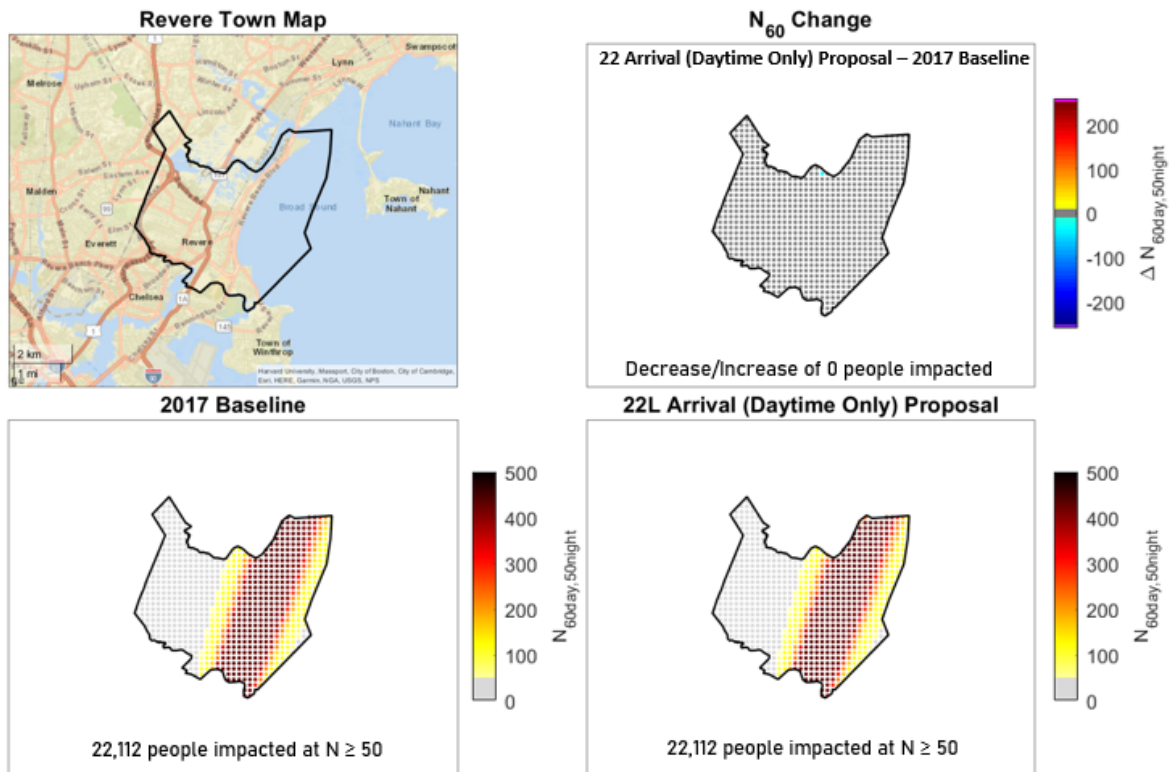 Revere Town Map
Swampscott
Lynn
Melrose
Nahant Bay
Malden
Nahant
Town of
Nahant
Broad Sound
Everett
Revere
Chelsea
1A
145
Town of
Winthrop
2 km
1 mi
Harvard University, Massport, City of Boston, City of Cambridge,
Esri, HERE, Garmin, NGA, USGS, NPS
N60 Change
22 Arrival (Daytime Only) Proposal – 2017 Baseline
200
100
0
-100
-200
Δ N60day,50night
Decrease/Increase of 0 people impacted
2017 Baseline
500
400
300
200
100
0
N60day,50night
22,112 people impacted at N ≥ 50
22L Arrival (Daytime Only) Proposal
500
400
300
200
100
0
N60day,50night
22,112 people impacted at N ≥ 50